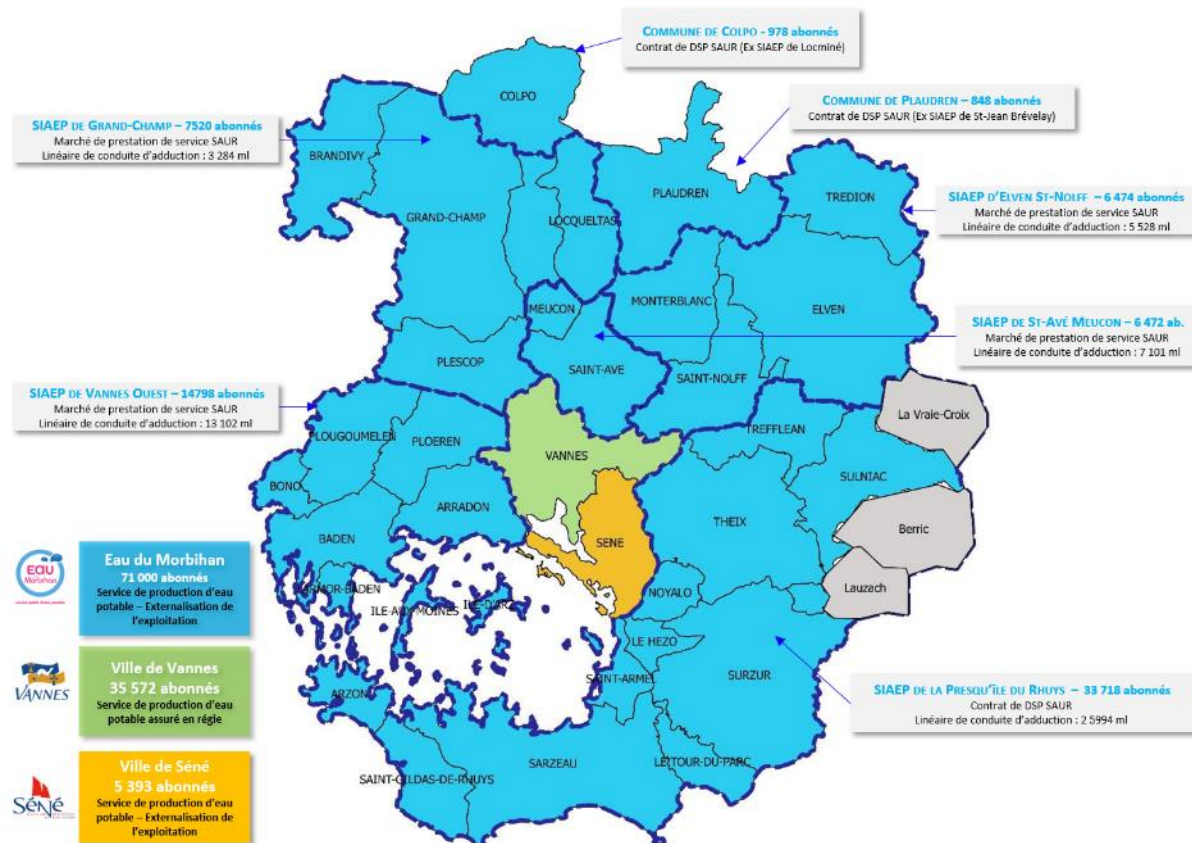 COMMUNE DE COLPO - 978 abonnés
Contrat de DSP SAUR (Ex SIAEP de Locminé)
COMMUNE DE PLAUDREN – 848 abonnés
Contrat de DSP SAUR (Ex SIAEP de St-Jean Brévelay)
SIAEP DE GRAND-CHAMP – 7520 abonnés
Marché de prestation de service SAUR
Linéaire de conduite d'adduction : 3 284 ml
SIAEP D'ELVEN ST-NOLFF – 6 474 abonnés
Marché de prestation de service SAUR
Linéaire de conduite d'adduction : 5 528 ml
SIAEP DE ST-AVÉ MEUCON – 6 472 ab.
Marché de prestation de service SAUR
Linéaire de conduite d'adduction : 7 101 ml
SIAEP DE VANNES OUEST – 14798 abonnés
Marché de prestation de service SAUR
Linéaire de conduite d'adduction : 13 102 ml
SIAEP DE LA PRESQU'ÎLE DU RHUYS – 33 718 abonnés
Contrat de DSP SAUR
Linéaire de conduite d'adduction : 2 5994 ml
COLPO
BRANDIVY
GRAND-CHAMP
LOCQUELTAS
PLAUDREN
TREDION
MEUCON
MONTERBLANC
ELVEN
PLESCOP
SAINT-AVE
SAINT-NOLFF
La Vraie-Croix
PLOUGOUMELEN
PLOEREN
VANNES
TREFFLEAN
SULNIAC
BONO
ARRADON
THEIX
Berric
BADEN
SENE
LARMOR-BADEN
ILE-AUX-MOINES
ILE-D'ARZ
NOYALO
Lauzach
LE HEZO
SAINT-ARMEL
SURZUR
ARZON
SAINT-GILDAS-DE-RHUYS
SARZEAU
LE TOUR-DU-PARC
EAU
Morbihan
Eau du Morbihan
71 000 abonnés
Service de production d'eau
potable – Externalisation de
l'exploitation
VANNES
Ville de Vannes
35 572 abonnés
Service de production d'eau
potable assuré en régie
Séné
Ville de Séné
5 393 abonnés
Service de production d'eau
potable – Externalisation de
l'exploitation